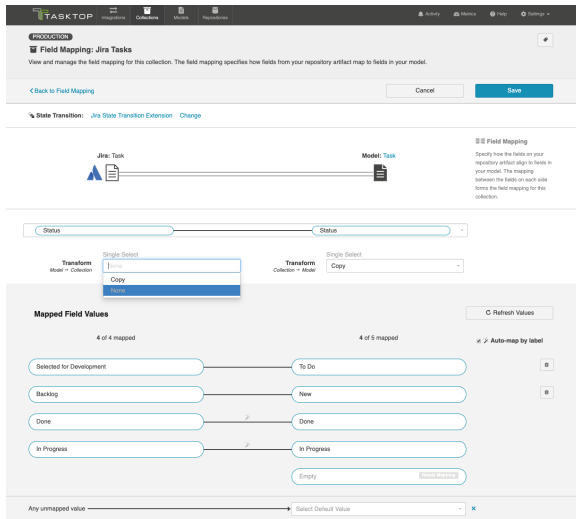 TASKTOP
Integrations
Collections
Models
Repositories
Activity
Metrics
Help
Settings
PRODUCTION
Field Mapping: Jira Tasks
View and manage the field mapping for this collection. The field mapping specifies how fields from your repository artifact map to fields in your model.
Back to Field Mapping
Cancel
Save
State Transition: Jira State Transition Extension Change
Jira: Task
Model: Task
Field Mapping
Specify how the fields on your
repository artifact align to fields in
your model. The mapping
between the fields on each side
forms the field mapping for this
collection.
Status
Status
Single Select
Transform
Model → Collection
None
Copy
None
Single Select
Transform
Collection → Model
Copy
Mapped Field Values
Refresh Values
4 of 4 mapped
4 of 5 mapped
Auto-map by label
Selected for Development
To Do
Backlog
New
Done
Done
In Progress
In Progress
Empty
Needs Mapping
Any unmapped value
Select Default Value